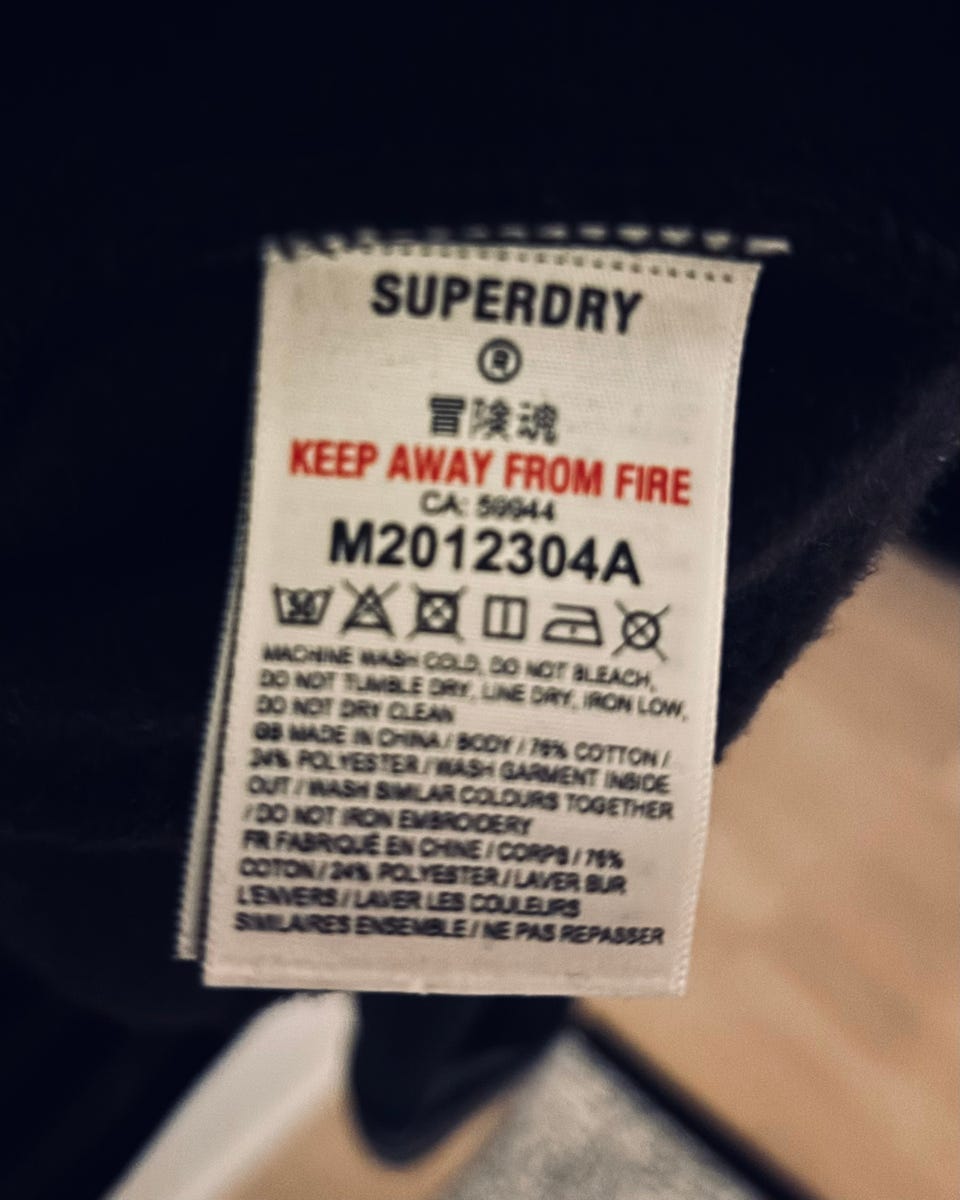 SUPERDRY
®
冒険魂
KEEP AWAY FROM FIRE
CA: 59944
M2012304A
30
MACHINE WASH COLD, DO NOT BLEACH,
DO NOT TUMBLE DRY, LINE DRY, IRON LOW,
DO NOT DRY CLEAN
GB MADE IN CHINA / BODY / 76% COTTON /
24% POLYESTER / WASH GARMENT INSIDE
OUT / WASH SIMILAR COLOURS TOGETHER
/ DO NOT IRON EMBROIDERY
FR FABRIQUÉ EN CHINE / CORPS / 76%
COTON / 24% POLYESTER / LAVER SUR
L'ENVERS / LAVER LES COULEURS
SIMILAIRES ENSEMBLE / NE PAS REPASSER